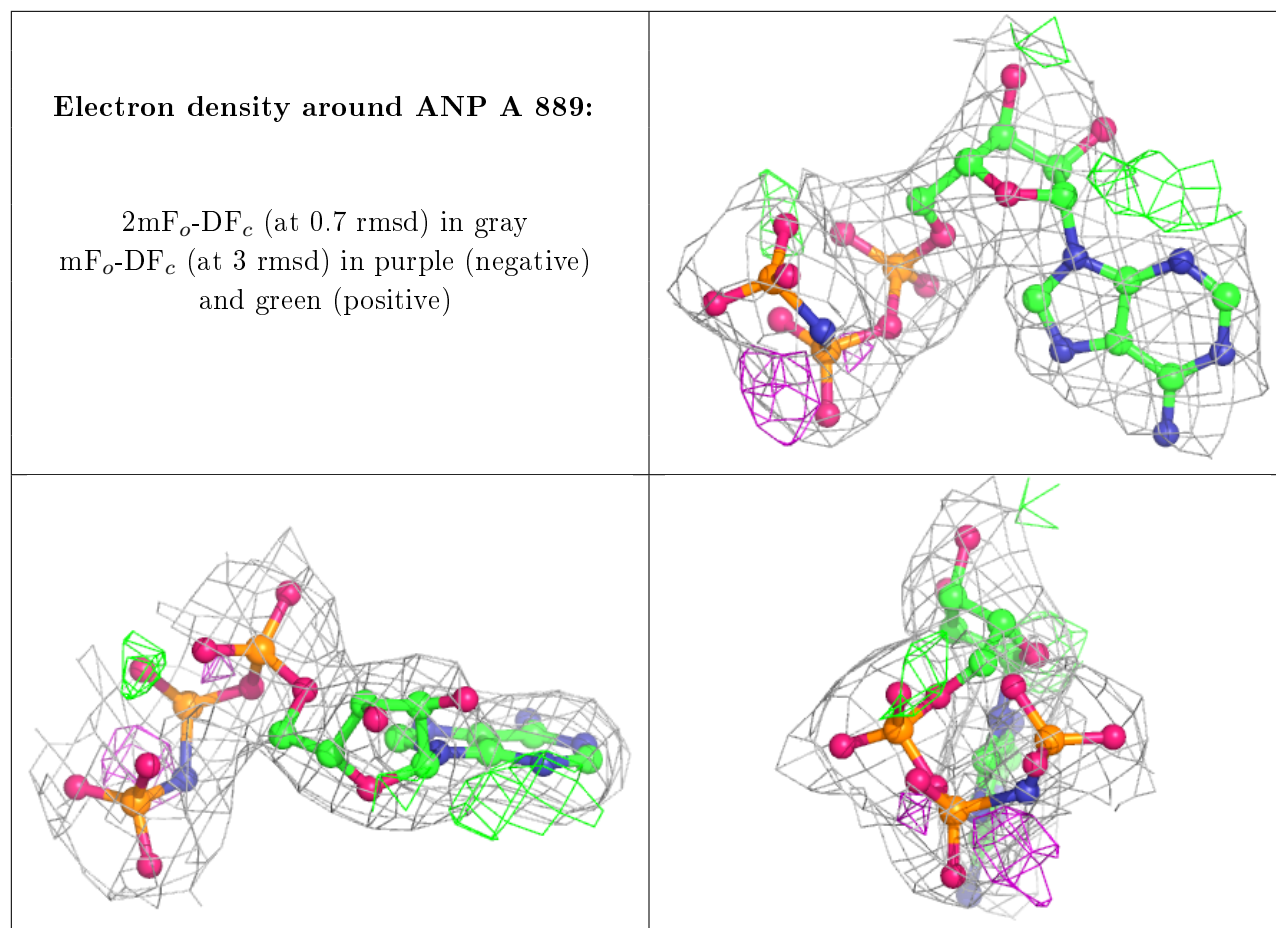 Electron density around ANP A 889:
2mFo-DFc (at 0.7 rmsd) in gray
mFo-DFc (at 3 rmsd) in purple (negative)
and green (positive)